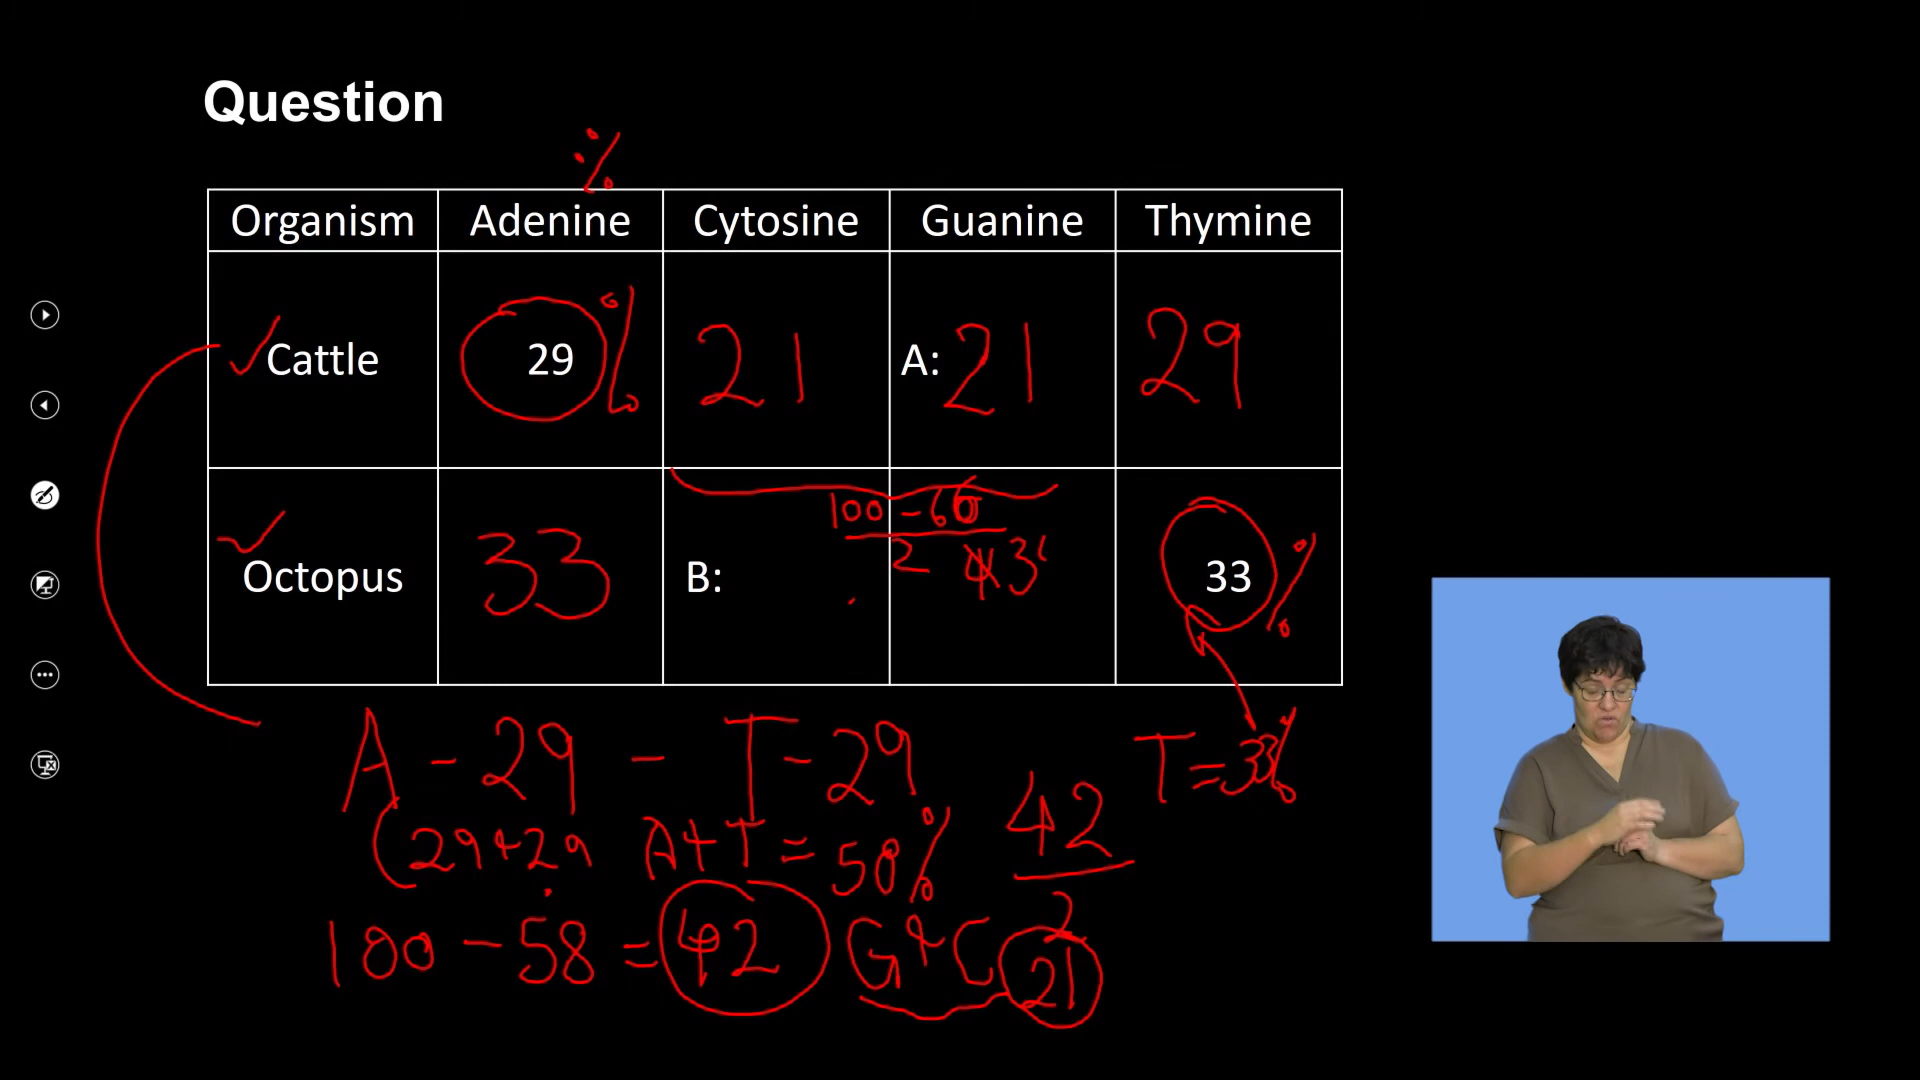 Question
%
Organism Adenine Cytosine Guanine Thymine
Cattle 29 % 21 A: 21 29
100 - 66
2
Octopus 33 B: 33 %
A - 29 - T - 29 T = 33%
(29+29 A+T = 58% 42
2
100 - 58 = 42 G+C 21